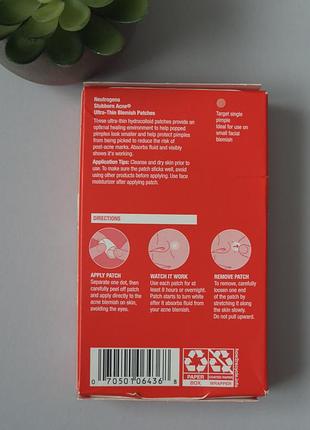 Neutrogena
Stubborn Acne®
Ultra-Thin Blemish Patches
These ultra-thin hydrocolloid patches provide an
optimal healing environment to help popped
pimples look smaller and help protect pimples
from being picked to reduce the risk of
post-acne marks. Absorbs fluid and visibly
shows it's working.
Application Tips: Cleanse and dry skin prior to
use. To make sure the patch sticks well, avoid
using other products before applying. Use face
moisturizer after applying patch.
Target single
pimple
Ideal for use on
small facial
blemish
DIRECTIONS
APPLY PATCH
Separate one dot, then
carefully peel off patch
and apply directly to the
acne blemish on skin,
avoiding the eyes.
WATCH IT WORK
Use each patch for at
least 8 hours or overnight.
Patch starts to turn white
after it absorbs fluid from
your acne blemish.
REMOVE PATCH
To remove, carefully
loosen one end of
the patch by stretching it
along the skin slowly.
Do not pull upward.
0 70501 06436 8
PAPER
BOX
COATED PAPER
WRAPPER